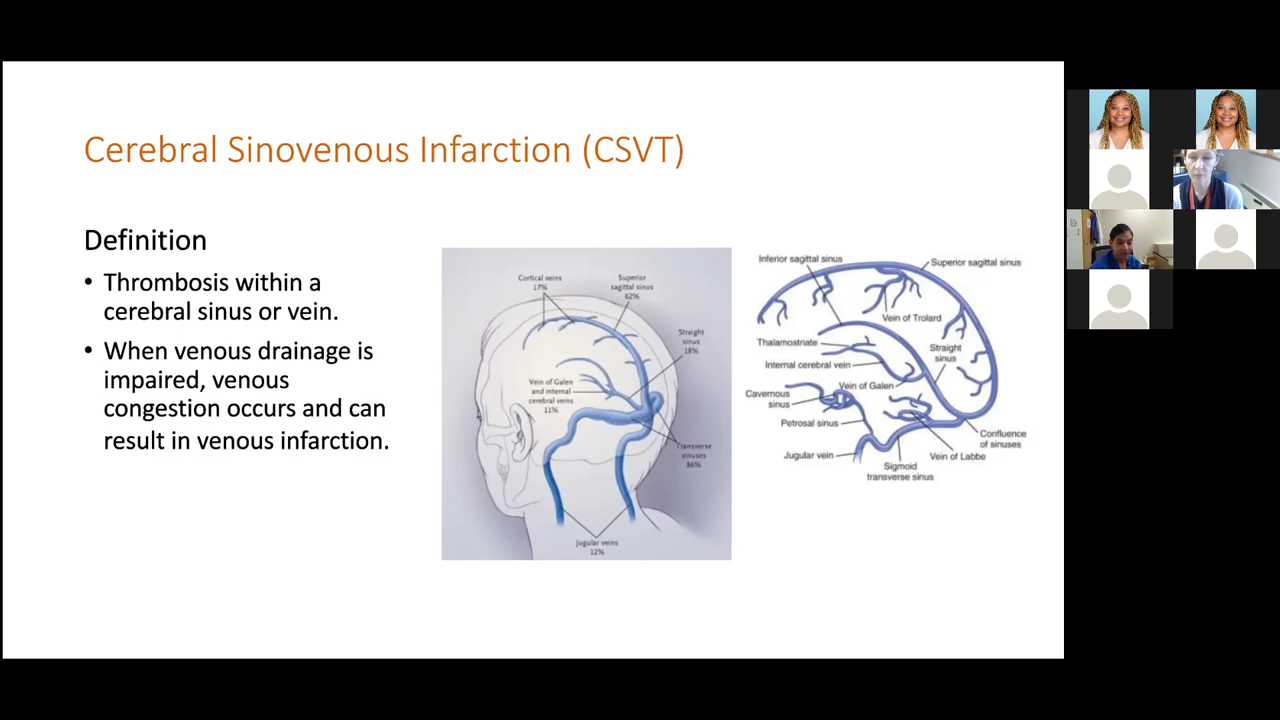 Cerebral Sinovenous Infarction (CSVT)
Definition
• Thrombosis within a
cerebral sinus or vein.
• When venous drainage is
impaired, venous
congestion occurs and can
result in venous infarction.
Cortical veins
17%
Superior
sagittal sinus
62%
Straight
sinus
18%
Vein of Galen
and internal
cerebral veins
11%
Transverse
sinuses
86%
Jugular veins
12%
Inferior sagittal sinus
Superior sagittal sinus
Vein of Trolard
Thalamostriate
Straight
sinus
Internal cerebral vein
Vein of Galen
Cavernous
sinus
Petrosal sinus
Confluence
of sinuses
Jugular vein
Vein of Labbe
Sigmoid
transverse sinus